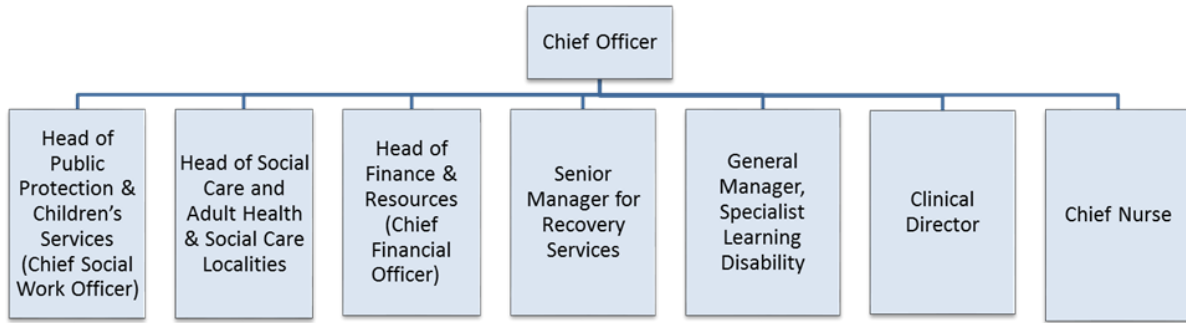 Chief Officer
Head of
Public
Protection &
Children's
Services
(Chief Social
Work Officer)
Head of Social
Care and
Adult Health
& Social Care
Localities
Head of
Finance &
Resources
(Chief
Financial
Officer)
Senior
Manager for
Recovery
Services
General
Manager,
Specialist
Learning
Disability
Clinical
Director
Chief Nurse